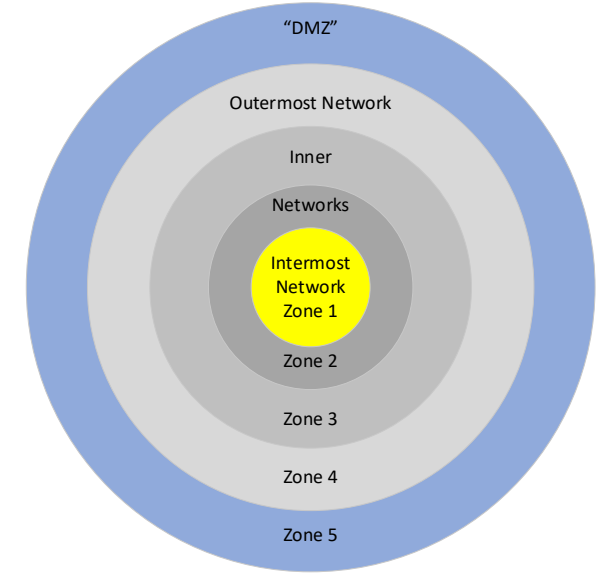 “DMZ”
Outermost Network
Inner
Networks
Intermost
Network
Zone 1
Zone 2
Zone 3
Zone 4
Zone 5